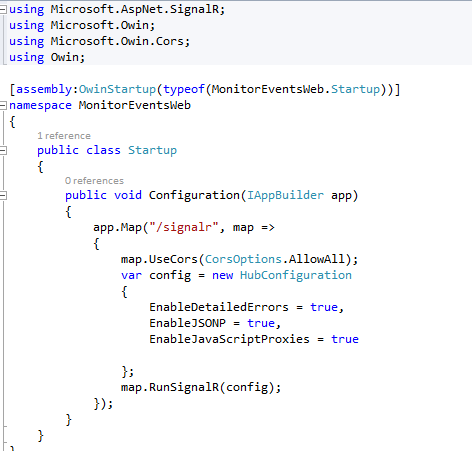 using Microsoft.AspNet.SignalR;
using Microsoft.Owin;
using Microsoft.Owin.Cors;
using Owin;

[assembly:OwinStartup(typeof(MonitorEventsWeb.Startup))]
namespace MonitorEventsWeb
{
1 reference
public class Startup
{
0 references
public void Configuration(IAppBuilder app)
{
app.Map("/signalr", map =>
{
map.UseCors(CorsOptions.AllowAll);
var config = new HubConfiguration
{
EnableDetailedErrors = true,
EnableJSONP = true,
EnableJavaScriptProxies = true

};
map.RunSignalR(config);
});
}
}
}